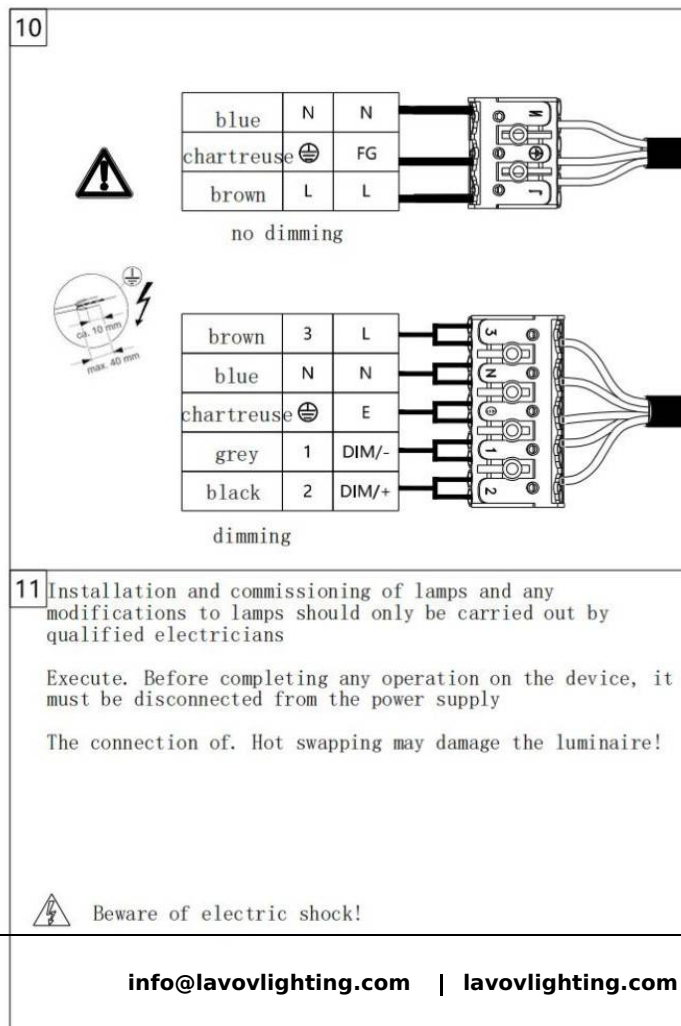 10
blue N N
chartreuse FG
brown L L
N
L
no dimming
ca. 10 mm
max. 40 mm
brown 3 L
blue N N
chartreuse E
grey 1 DIM/-
black 2 DIM/+
3
N
1
2
dimming
11
Installation and commissioning of lamps and any
modifications to lamps should only be carried out by
qualified electricians
Execute. Before completing any operation on the device, it
must be disconnected from the power supply
The connection of. Hot swapping may damage the luminaire!
Beware of electric shock!
info@lavovlighting.com | lavovlighting.com